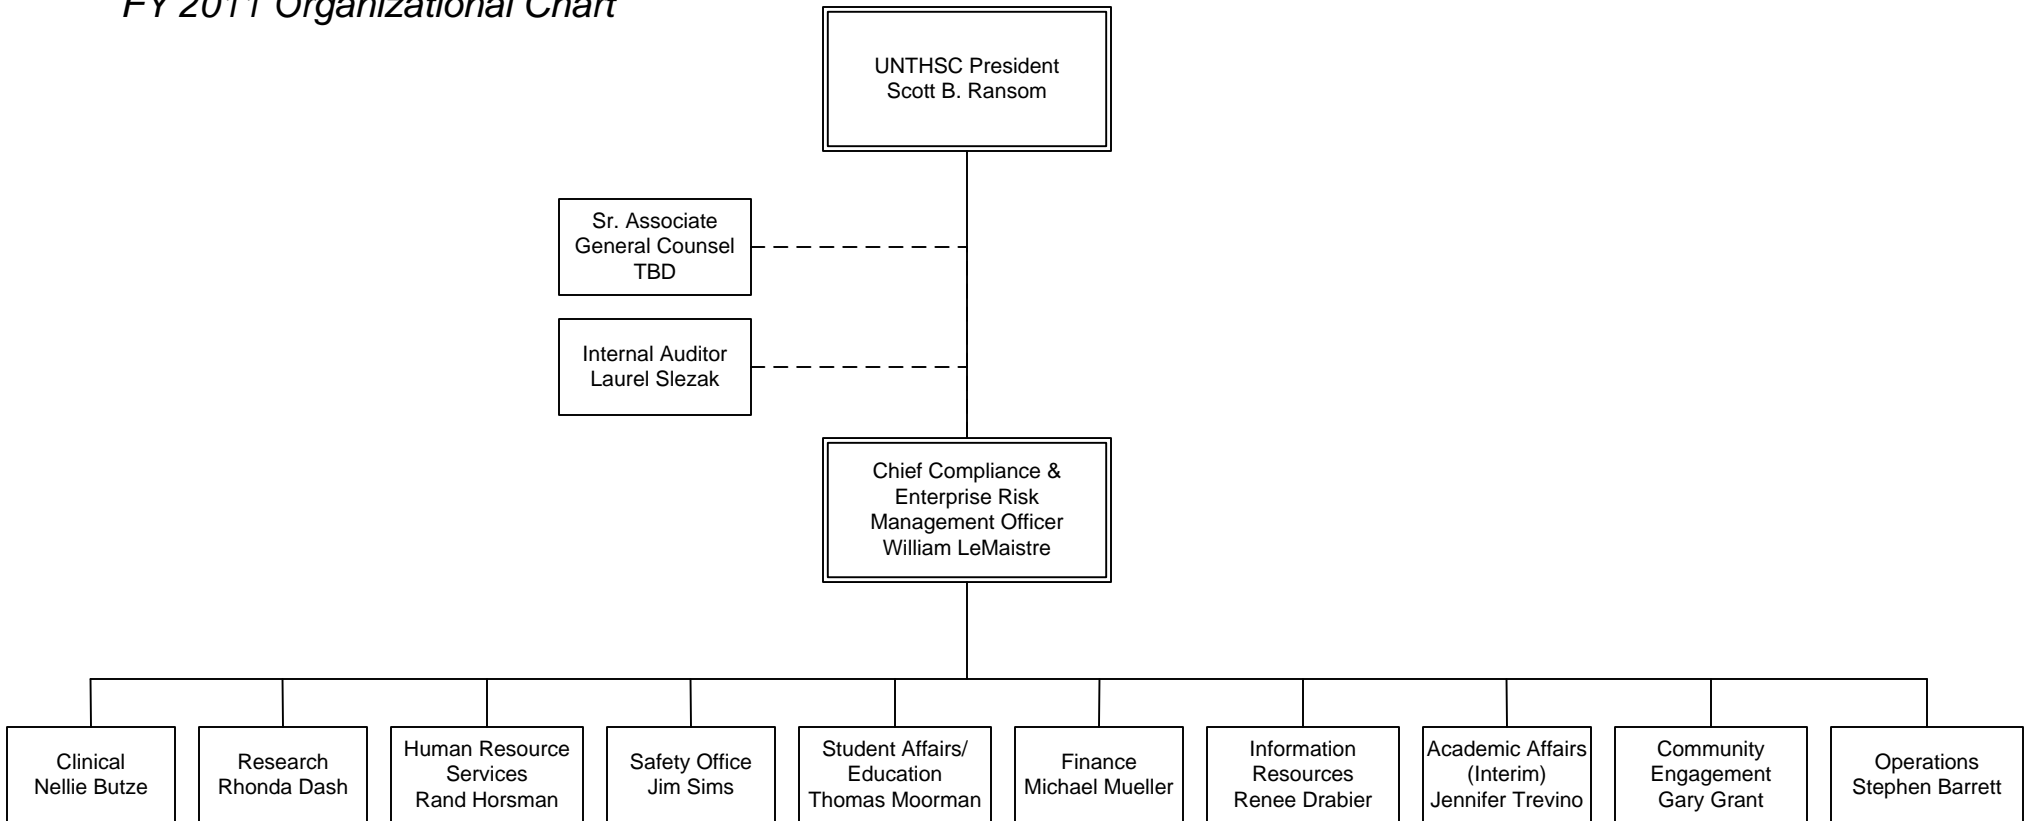 FY 2011 Organizational Chart
UNTHSC President
Scott B. Ransom
Sr. Associate
General Counsel
TBD
Internal Auditor
Laurel Slezak
Chief Compliance &
Enterprise Risk
Management Officer
William LeMaistre
Clinical
Nellie Butze
Research
Rhonda Dash
Human Resource
Services
Rand Horsman
Safety Office
Jim Sims
Student Affairs/
Education
Thomas Moorman
Finance
Michael Mueller
Information
Resources
Renee Drabier
Academic Affairs
(Interim)
Jennifer Trevino
Community
Engagement
Gary Grant
Operations
Stephen Barrett